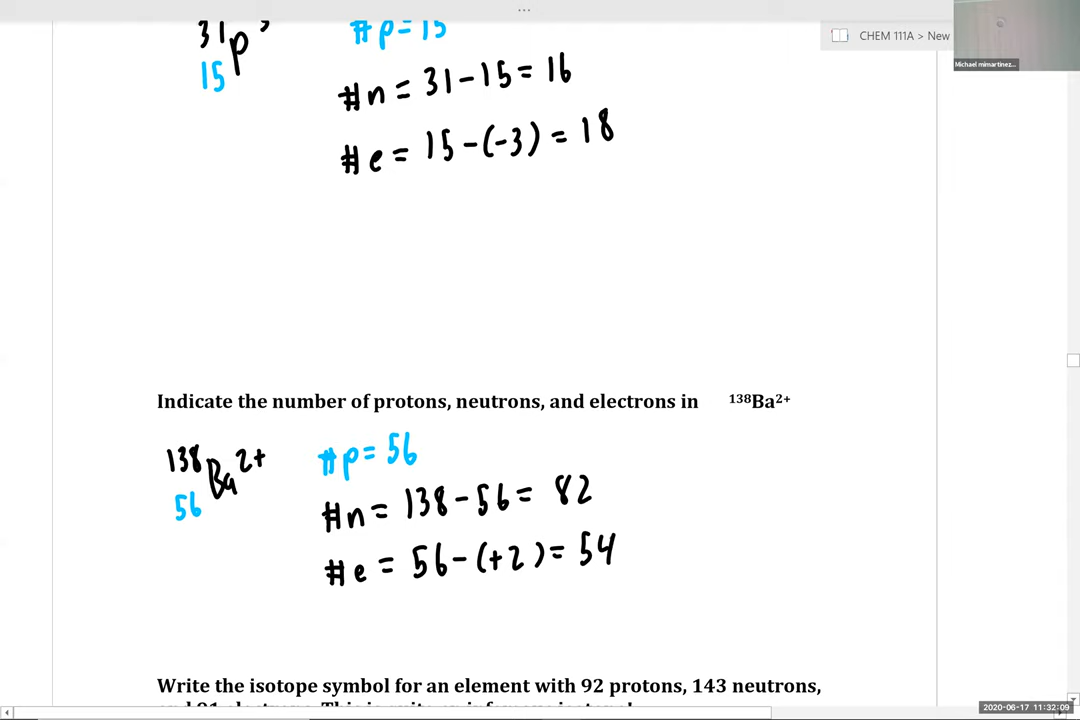 CHEM 111A > New
Michael mimartinez...
31 P 3
#p = 15
15
#n = 31 - 15 = 16
#e = 15 - (-3) = 18
Indicate the number of protons, neutrons, and electrons in ¹³⁸Ba²⁺
138 Ba 2+
#p = 56
56
#n = 138 - 56 = 82
#e = 56 - (+2) = 54
Write the isotope symbol for an element with 92 protons, 143 neutrons,
2020-06-17 11:32:09